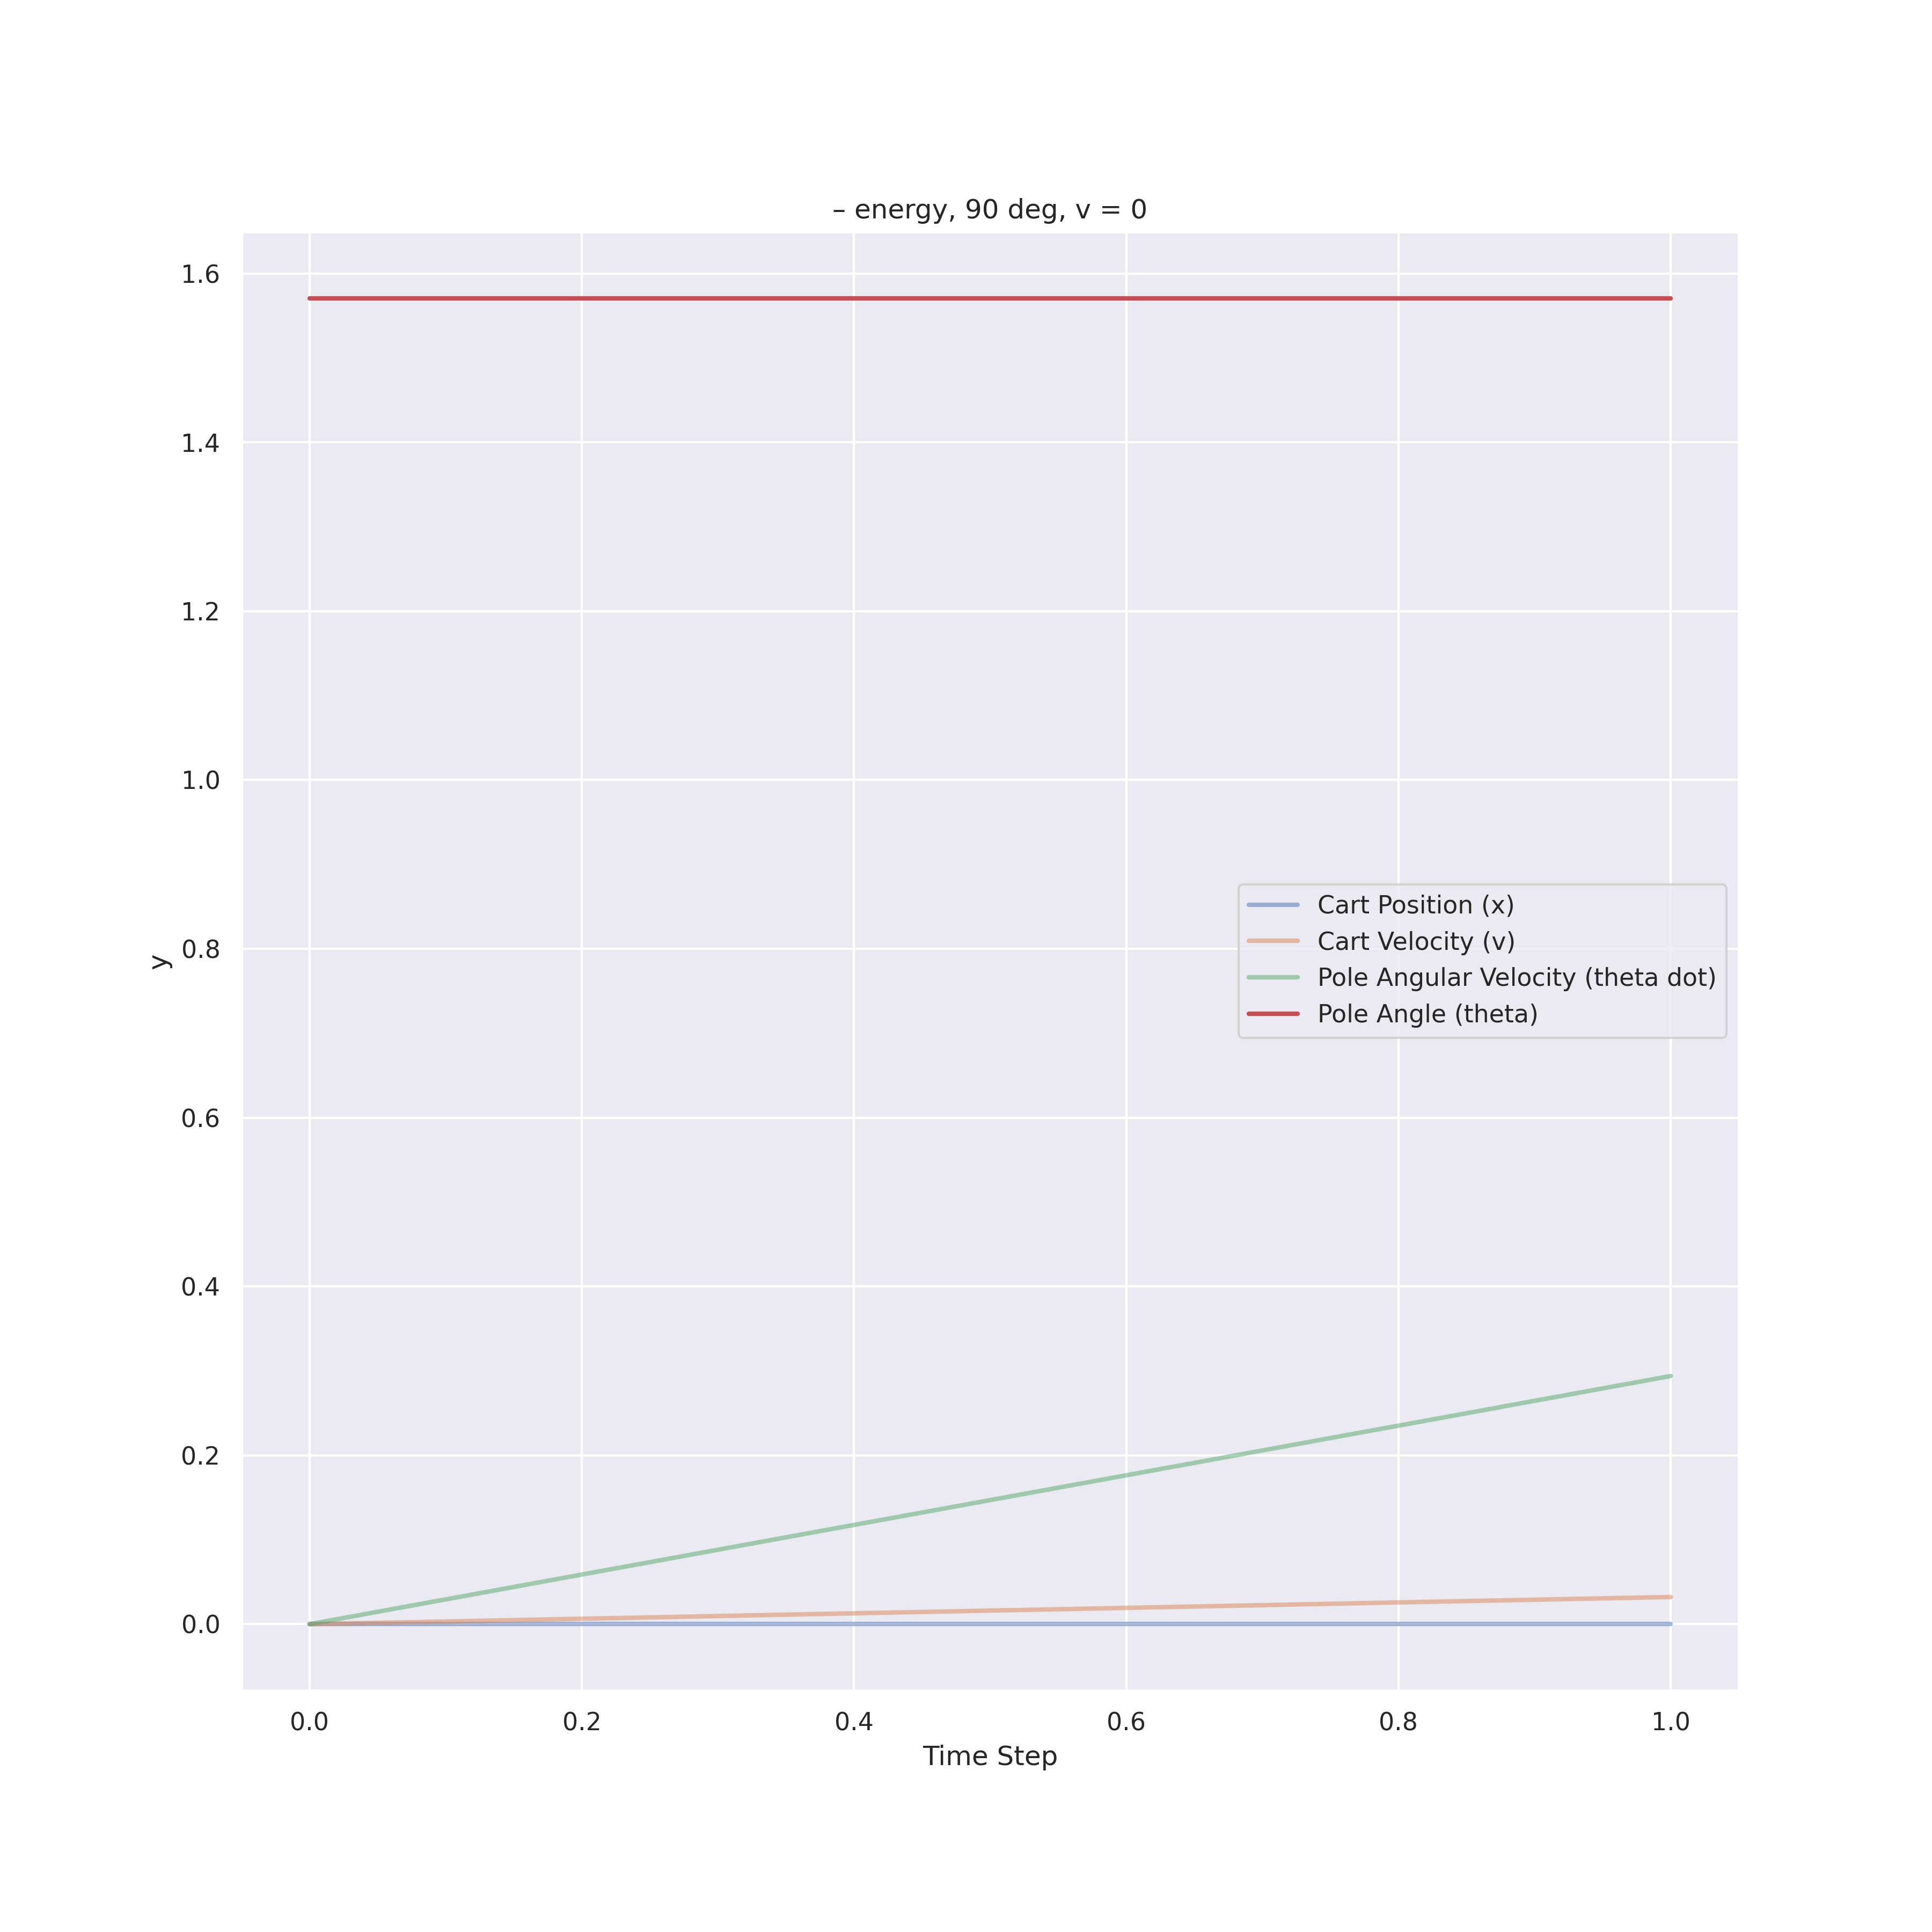 – energy, 90 deg, v = 0
1.6
1.4
1.2
1.0
0.8
0.6
0.4
0.2
0.0
y
Cart Position (x)
Cart Velocity (v)
Pole Angular Velocity (theta dot)
Pole Angle (theta)
0.0 0.2 0.4 0.6 0.8 1.0
Time Step